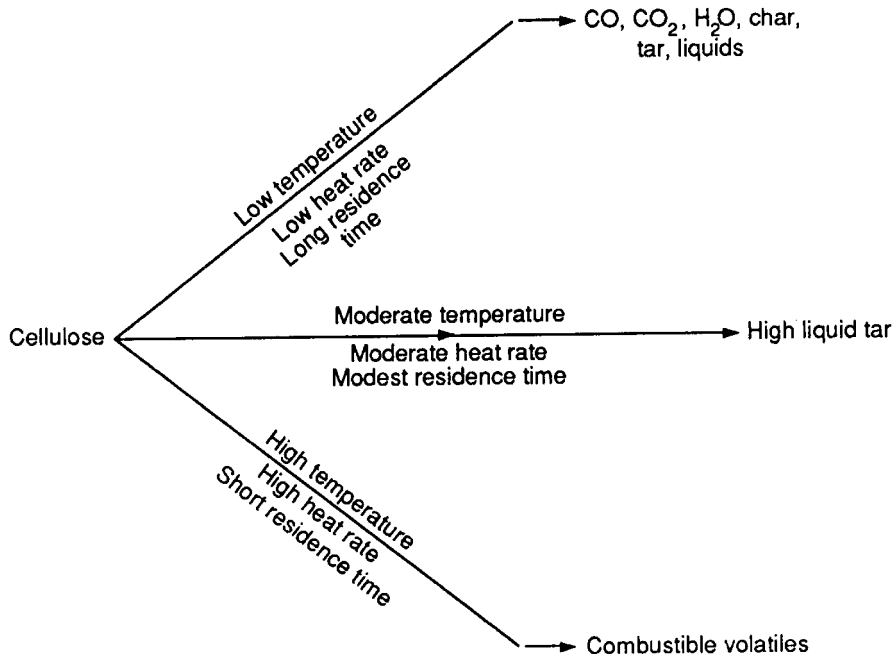 CO, CO₂, H₂O, char,
tar, liquids
Low temperature
Low heat rate
Long residence
time
Cellulose
Moderate temperature
Moderate heat rate
Modest residence time
High liquid tar
High temperature
High heat rate
Short residence time
Combustible volatiles